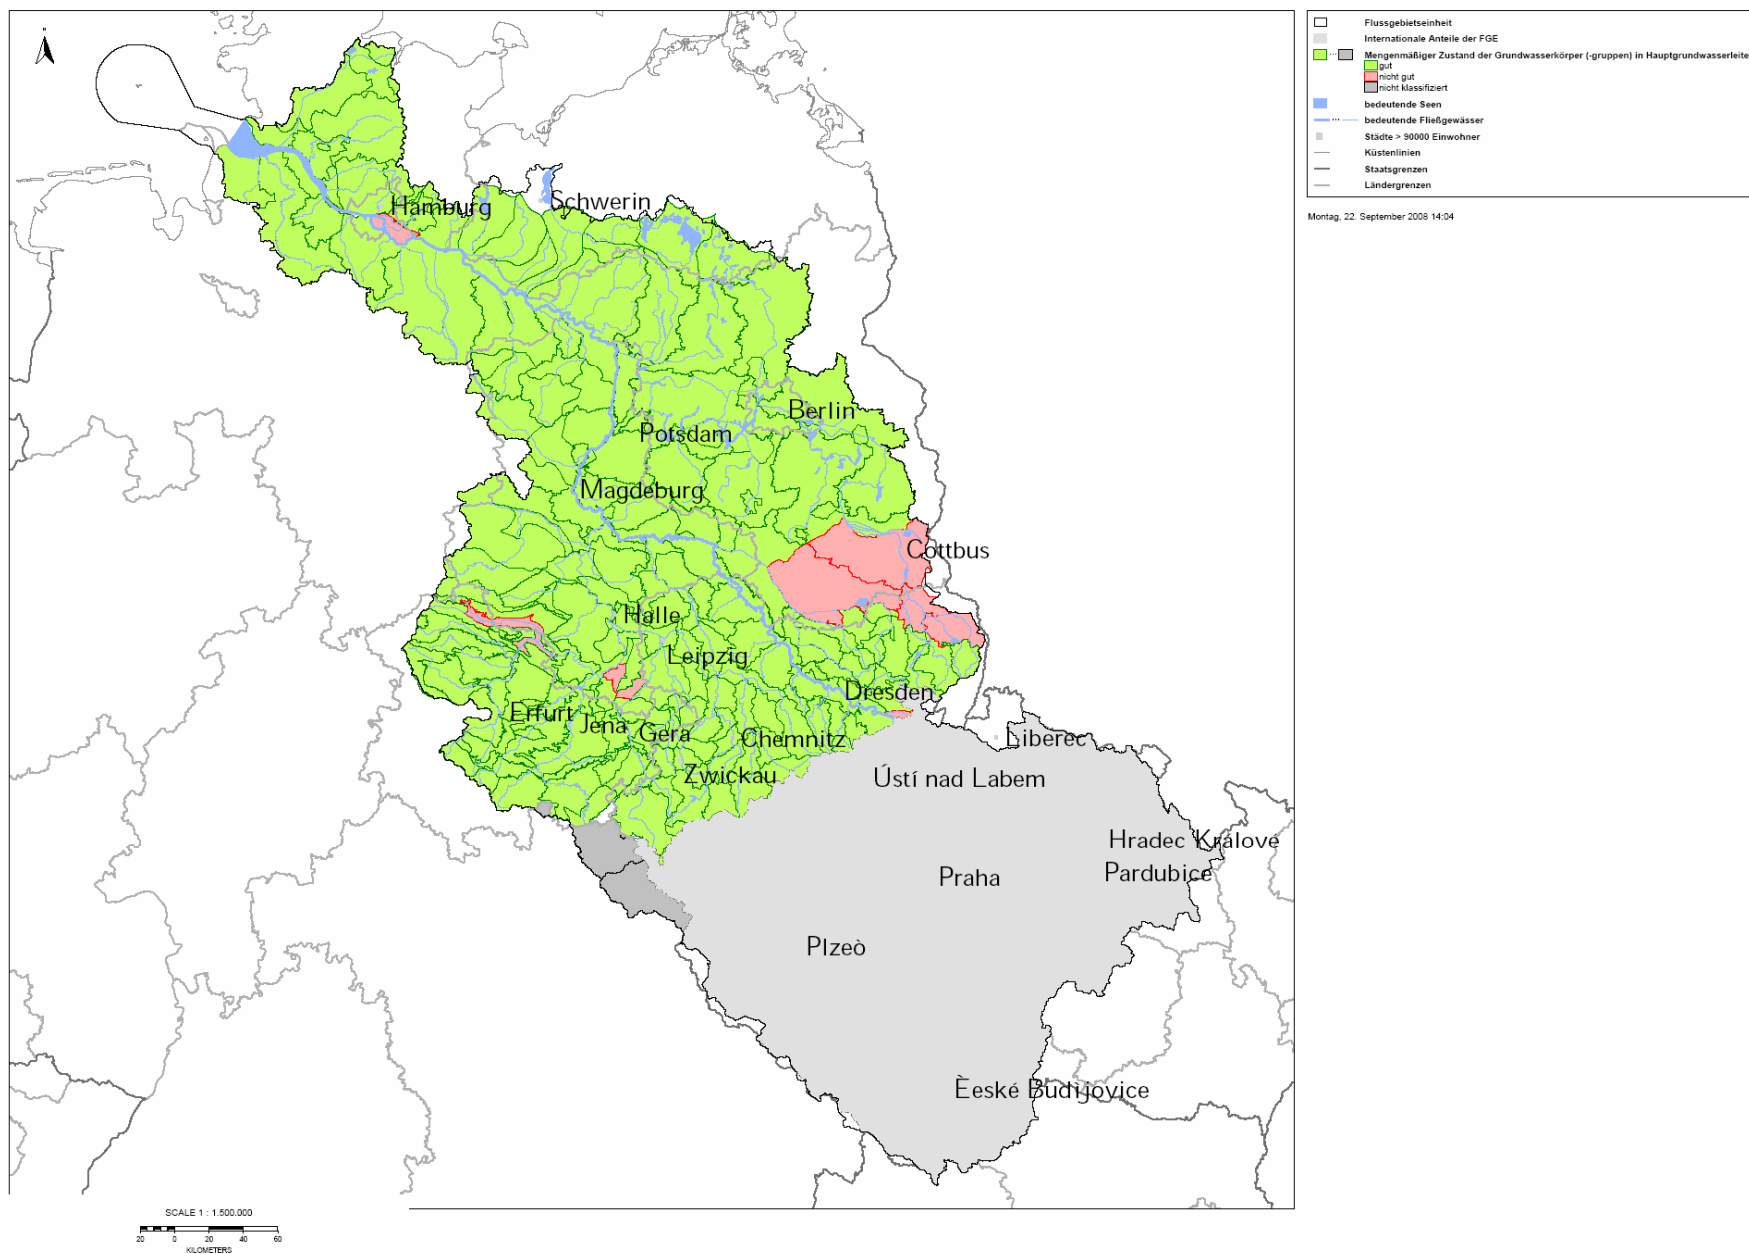 N
Hamburg
Schwerin
Berlin
Potsdam
Magdeburg
Cottbus
Halle
Leipzig
Dresden
Erfurt
Jena
Gera
Chemnitz
Liberec
Zwickau
Ústí nad Labem
Hradec Králové
Pardubice
Praha
Plzeò
Èeské Budìjovice
SCALE 1 : 1.500.000
20 0 20 40 60
KILOMETERS
Flussgebietseinheit
Internationale Anteile der FGE
Mengenmäßiger Zustand der Grundwasserkörper (-gruppen) in Hauptgrundwasserleite
gut
nicht gut
nicht klassifiziert
bedeutende Seen
bedeutende Fließgewässer
Städte > 90000 Einwohner
Küstenlinien
Staatsgrenzen
Ländergrenzen
Montag, 22. September 2008 14:04